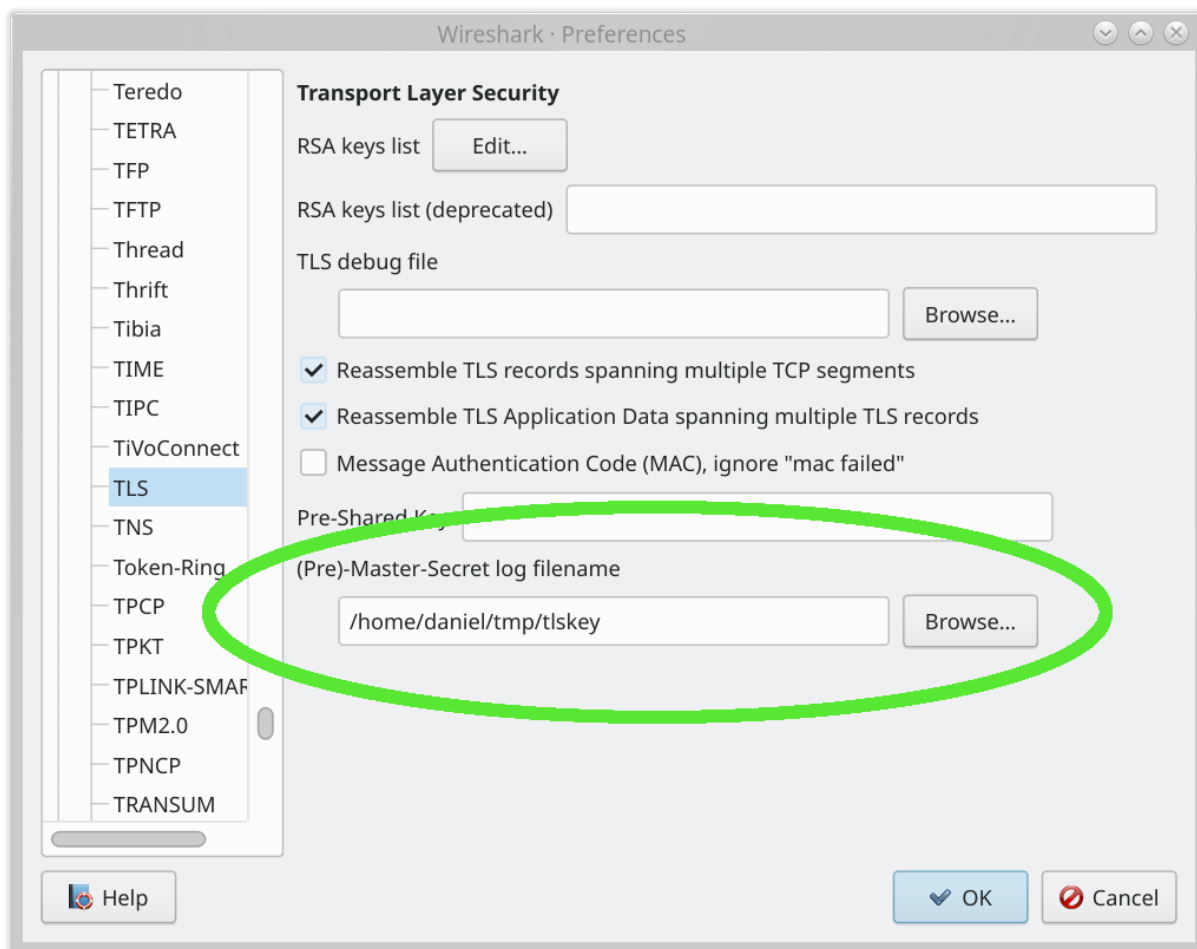 Wireshark · Preferences
Teredo
TETRA
TFP
TFTP
Thread
Thrift
Tibia
TIME
TIPC
TiVoConnect
TLS
TNS
Token-Ring
TPCP
TPKT
TPLINK-SMAR
TPM2.0
TPNCP
TRANSUM
Transport Layer Security
RSA keys list Edit...
RSA keys list (deprecated)
TLS debug file
Browse...
Reassemble TLS records spanning multiple TCP segments
Reassemble TLS Application Data spanning multiple TLS records
Message Authentication Code (MAC), ignore "mac failed"
Pre-Shared Key
(Pre)-Master-Secret log filename
/home/daniel/tmp/tlskey Browse...
Help OK Cancel